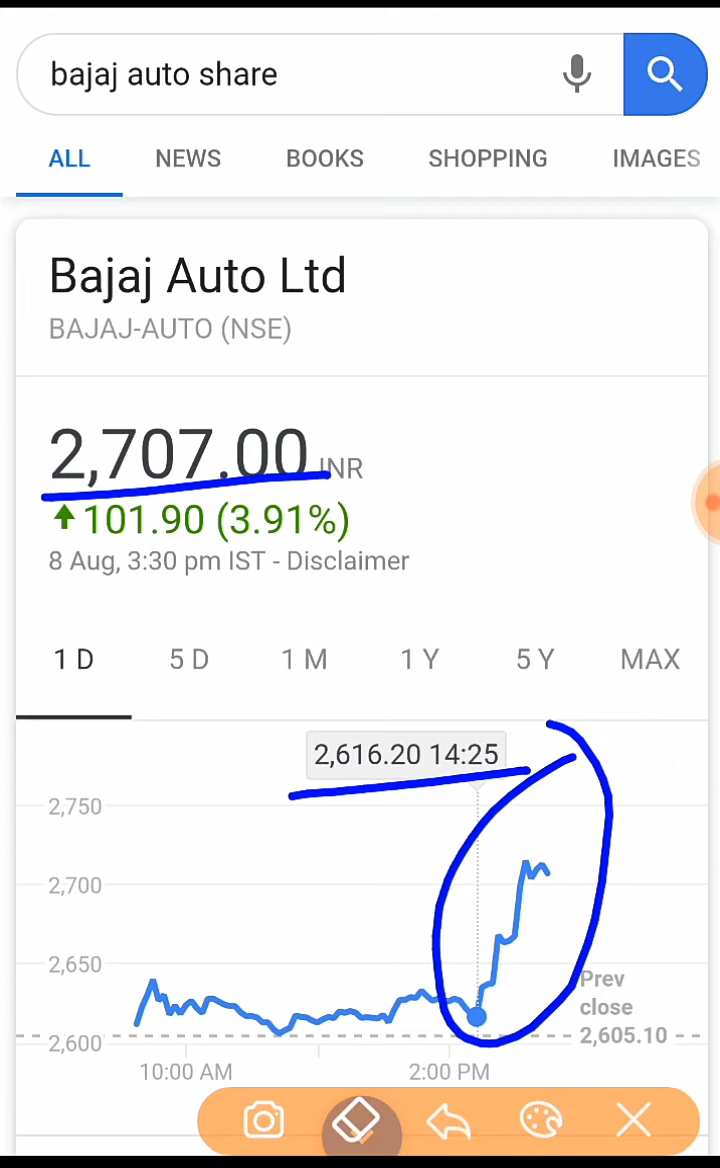 bajaj auto share
ALL NEWS BOOKS SHOPPING IMAGES
Bajaj Auto Ltd
BAJAJ-AUTO (NSE)
2,707.00 INR
101.90 (3.91%)
8 Aug, 3:30 pm IST - Disclaimer
1 D 5 D 1 M 1 Y 5 Y MAX
2,616.20 14:25
2,750
2,700
2,650
Prev
close
2,605.10
2,600
10:00 AM 2:00 PM